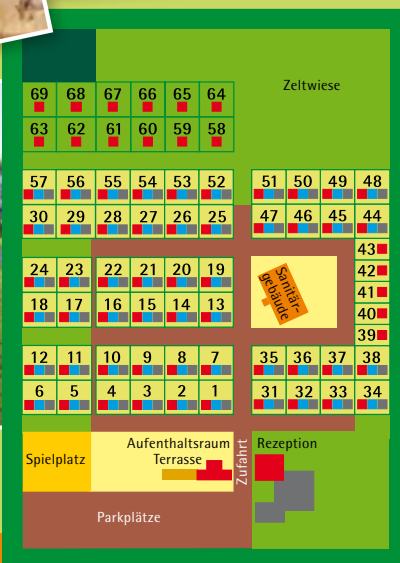 Zeltwiese
69 68 67 66 65 64
63 62 61 60 59 58
57 56 55 54 53 52
51 50 49 48
30 29 28 27 26 25
47 46 45 44
43
42
41
40
39
24 23 22 21 20 19
18 17 16 15 14 13
Sanitär-
gebäude
12 11 10 9 8 7
35 36 37 38
6 5 4 3 2 1
31 32 33 34
Spielplatz
Aufenthaltsraum
Terrasse
Zufahrt
Rezeption
Parkplätze